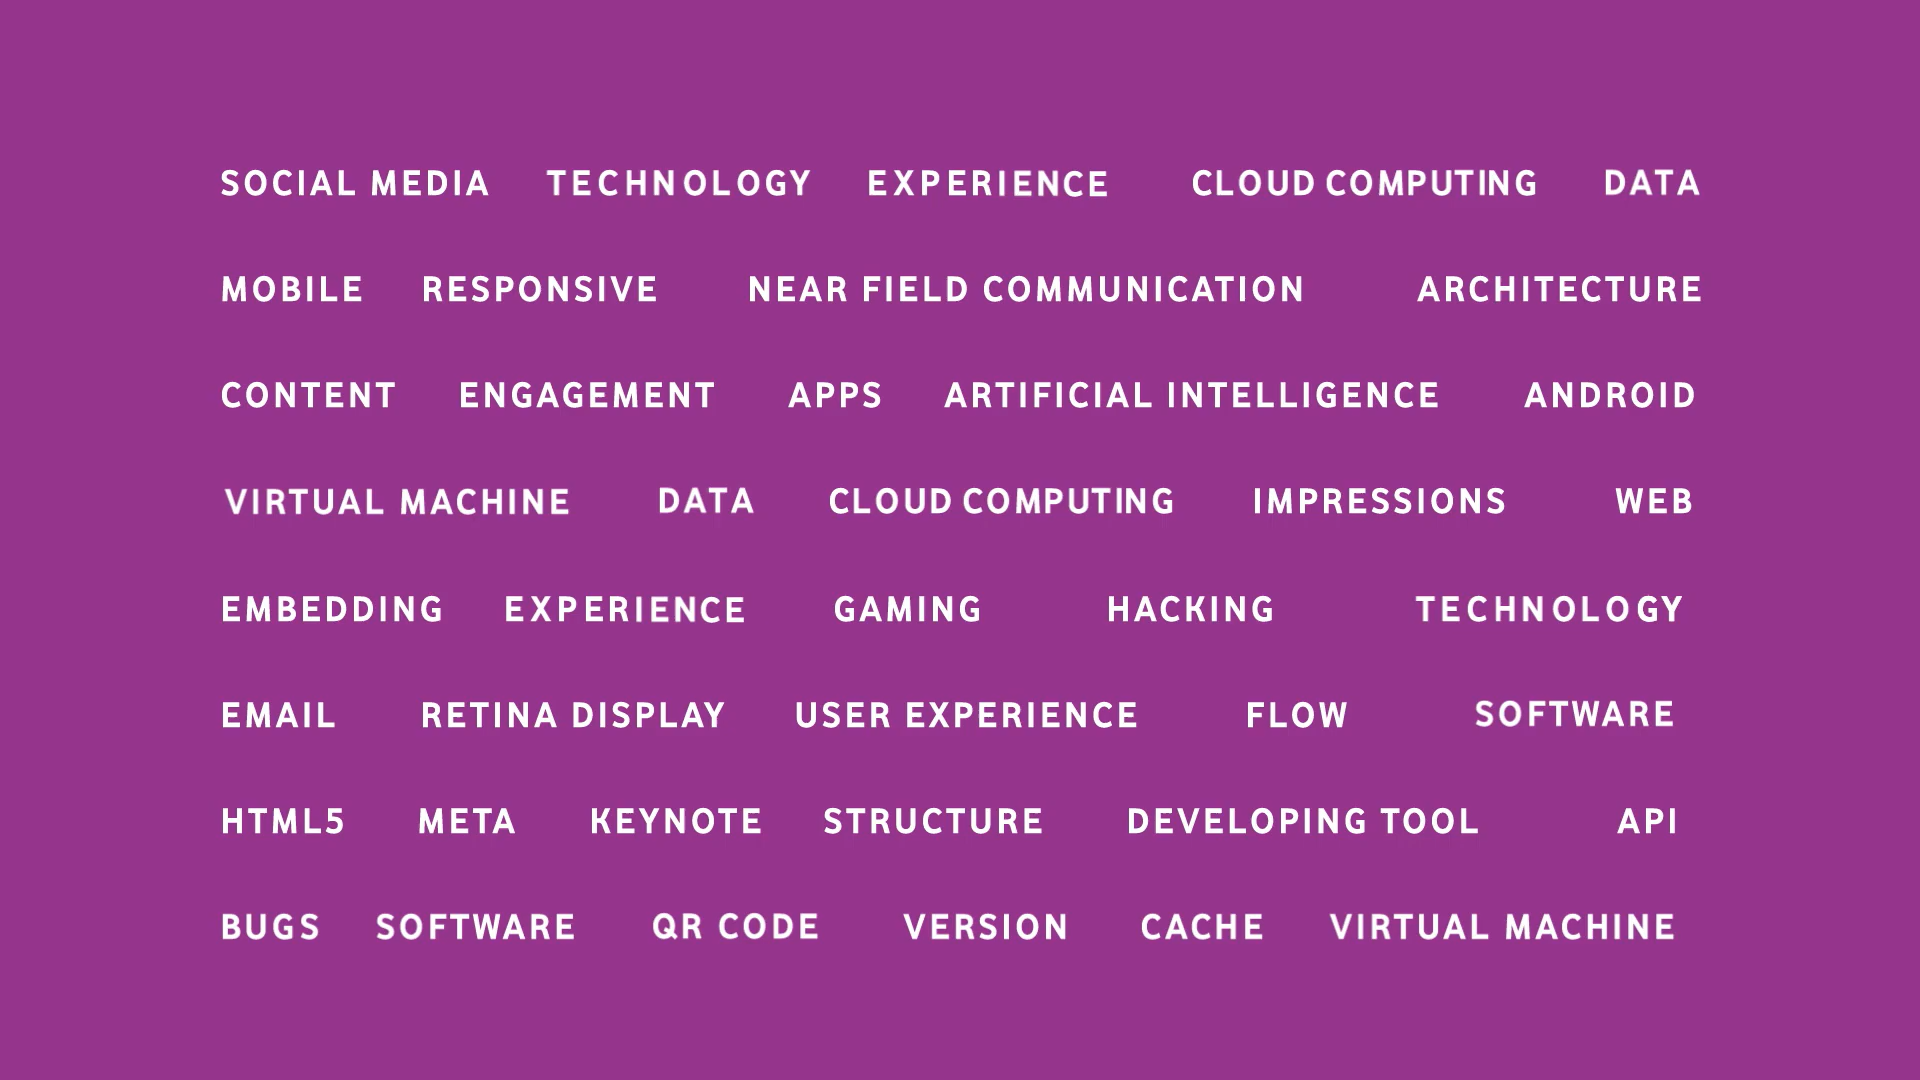 SOCIAL MEDIA TECHNOLOGY EXPERIENCE CLOUD COMPUTING DATA
MOBILE RESPONSIVE NEAR FIELD COMMUNICATION ARCHITECTURE
CONTENT ENGAGEMENT APPS ARTIFICIAL INTELLIGENCE ANDROID
VIRTUAL MACHINE DATA CLOUD COMPUTING IMPRESSIONS WEB
EMBEDDING EXPERIENCE GAMING HACKING TECHNOLOGY
EMAIL RETINA DISPLAY USER EXPERIENCE FLOW SOFTWARE
HTML5 META KEYNOTE STRUCTURE DEVELOPING TOOL API
BUGS SOFTWARE QR CODE VERSION CACHE VIRTUAL MACHINE